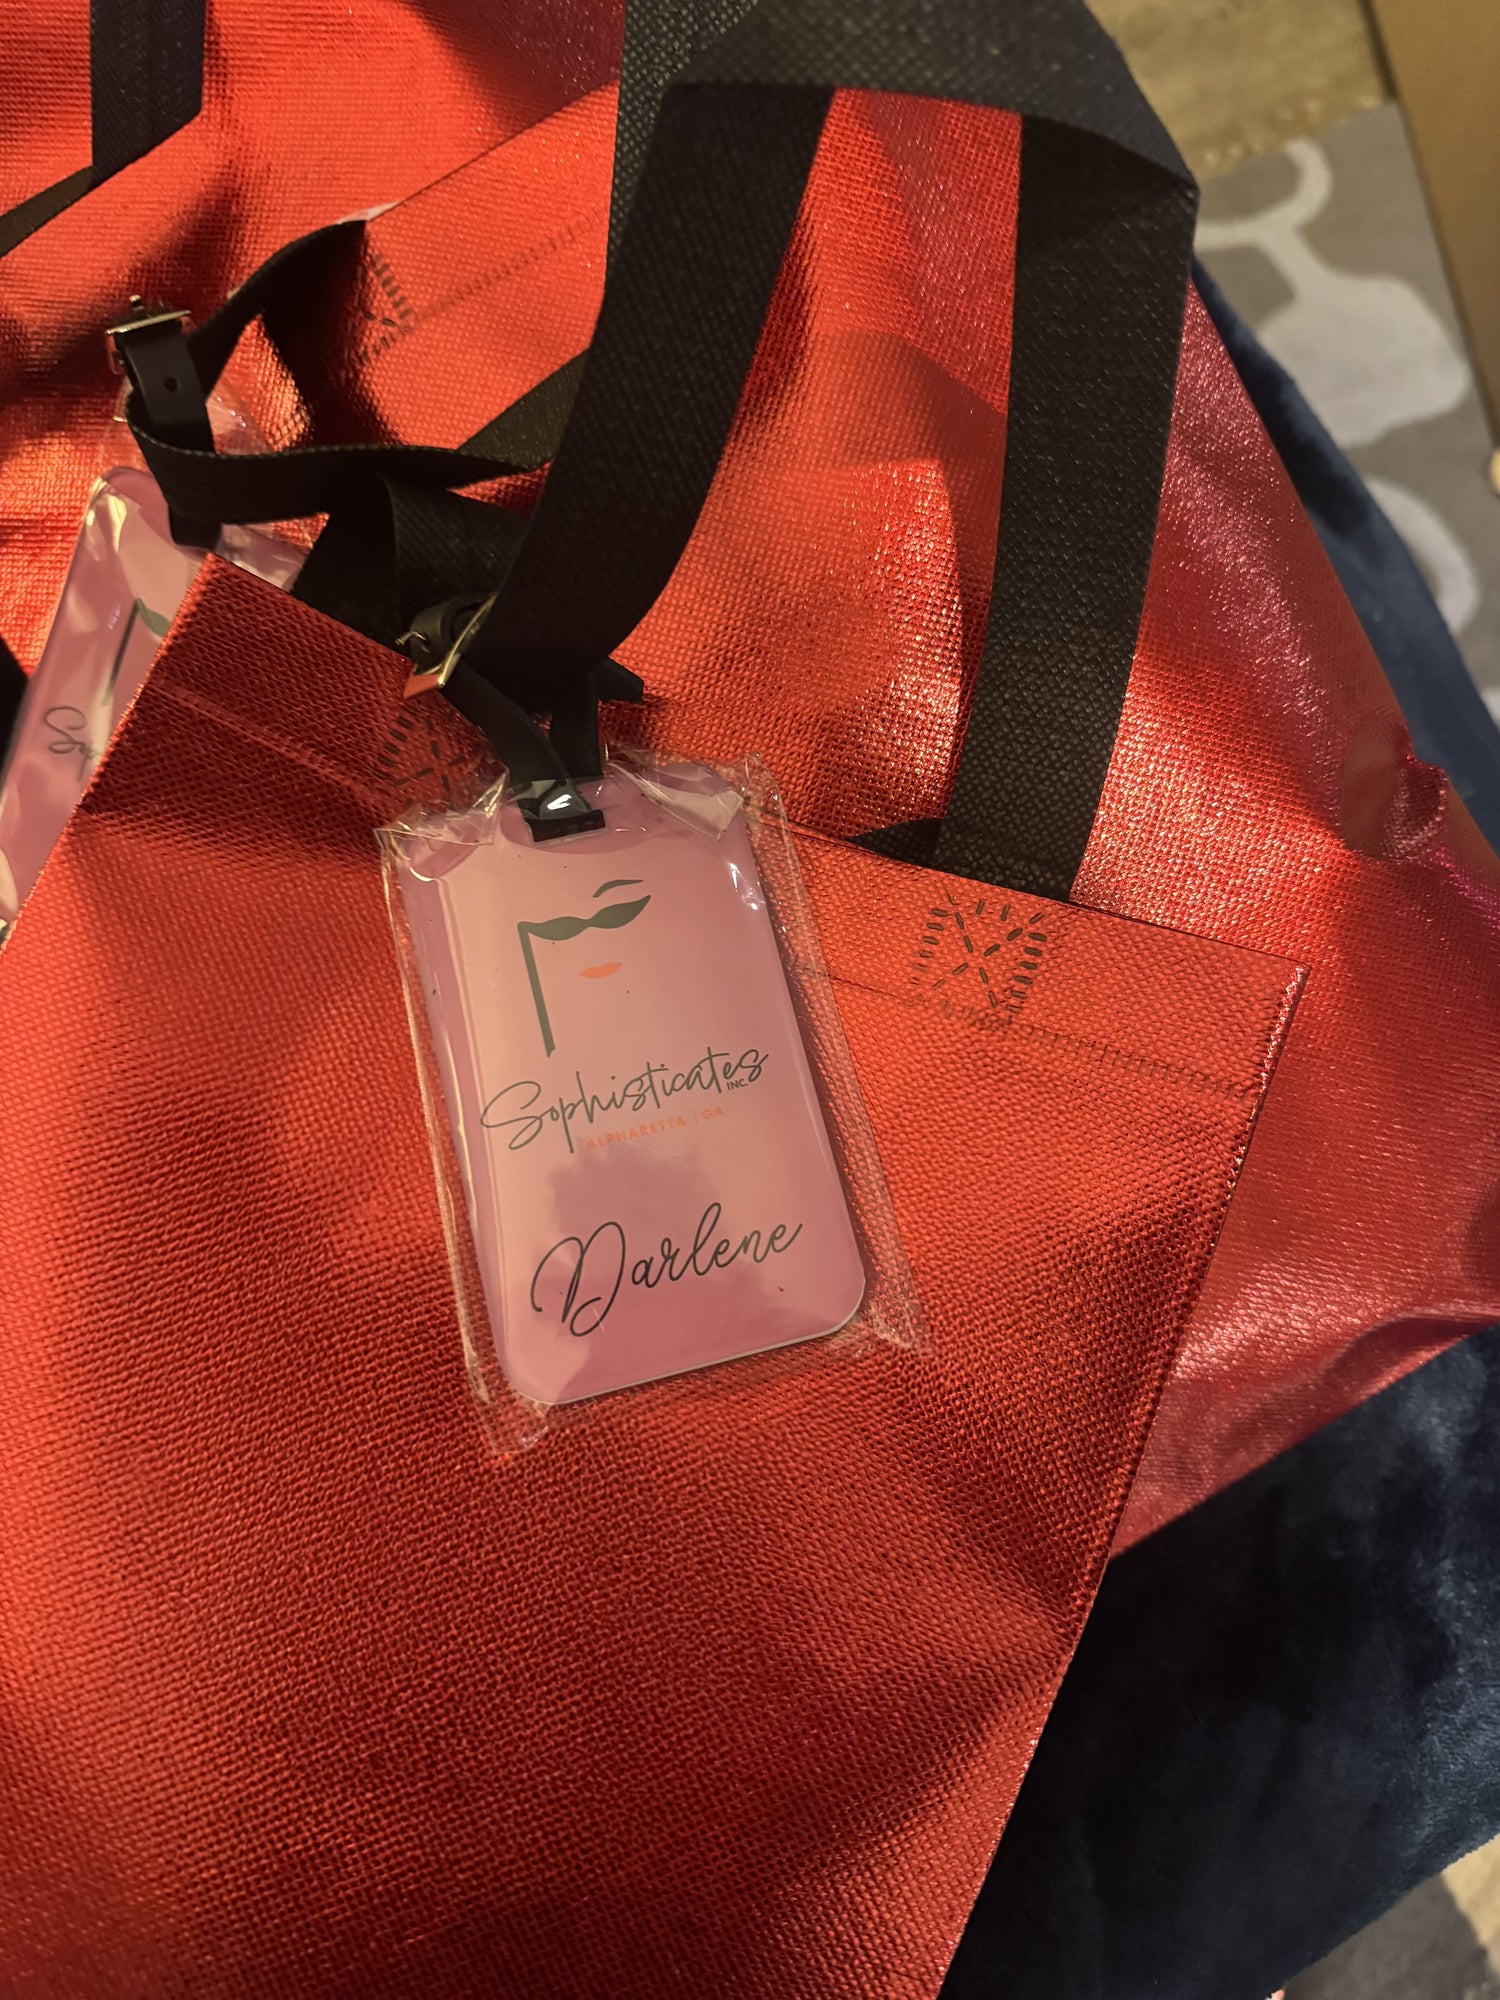 Sophisticates
INC.
ALPHARETTA | GA
Darlene